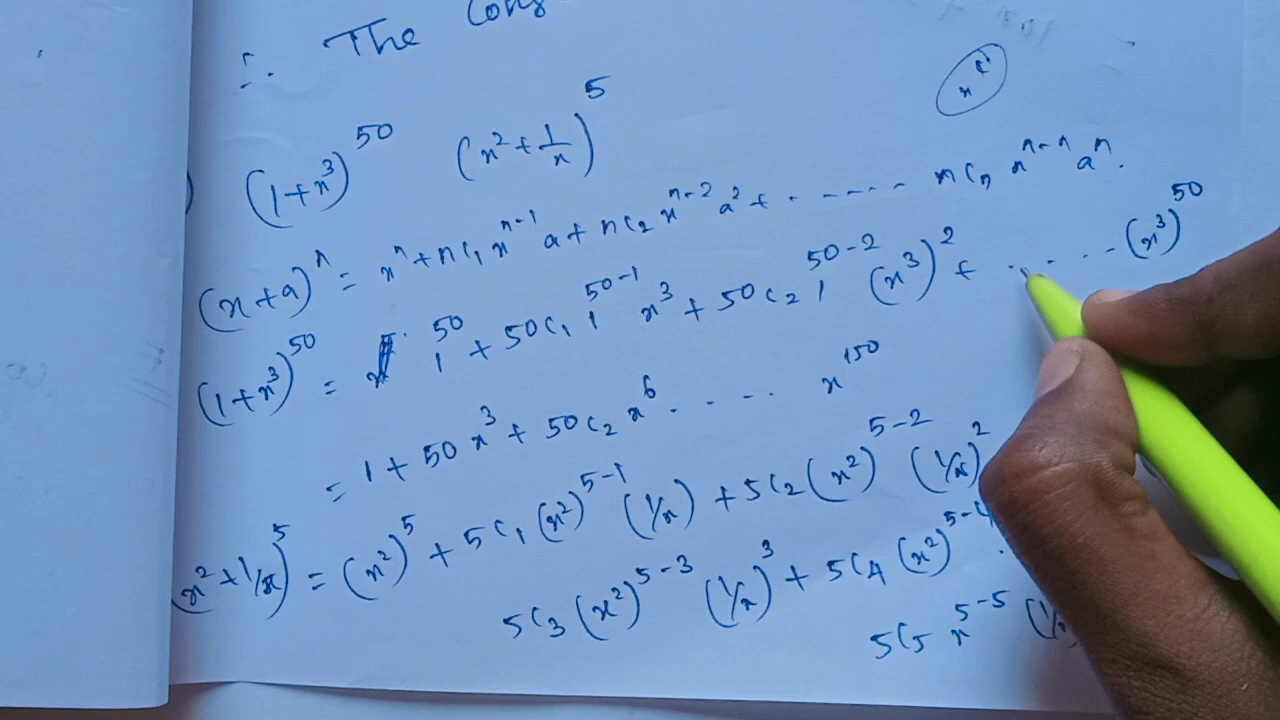 ∴ The Cons
(1+x³)⁵⁰ (x² + 1/x)⁵
(x+a)ⁿ = xⁿ + nC₁ xⁿ⁻¹ a + nC₂ xⁿ⁻² a² + ....... nCₙ xⁿ⁻ⁿ aⁿ.
(1+x³)⁵⁰ = 1⁵⁰ + 50C₁ 1⁵⁰⁻¹ x³ + 50C₂ 1⁵⁰⁻² (x³)² + ..... (x³)⁵⁰
= 1 + 50x³ + 50C₂ x⁶ ..... x¹⁵⁰
(x² + 1/x)⁵ = (x²)⁵ + 5C₁ (x²)⁵⁻¹ (1/x) + 5C₂ (x²)⁵⁻² (1/x)²
5C₃ (x²)⁵⁻³ (1/x)³ + 5C₄ (x²)⁵⁻⁴
5C₅ x⁵⁻⁵ (1/x